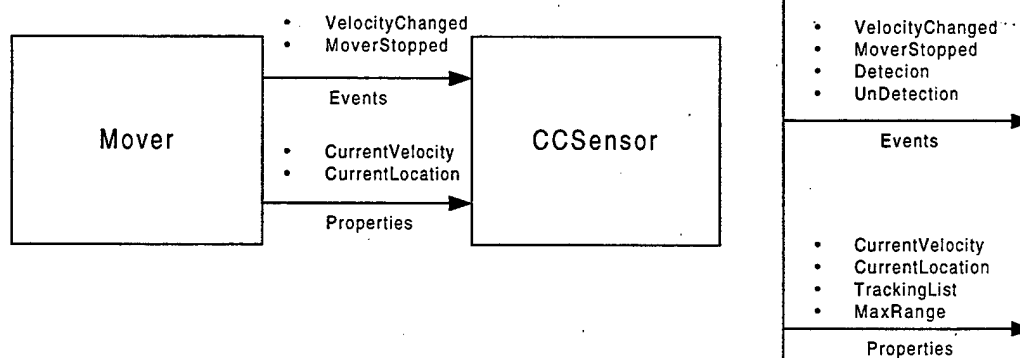 • VelocityChanged
• MoverStopped
Events
Mover
• CurrentVelocity
• CurrentLocation
Properties
CCSensor
• VelocityChanged
• MoverStopped
• Detecion
• UnDetection
Events
• CurrentVelocity
• CurrentLocation
• TrackingList
• MaxRange
Properties